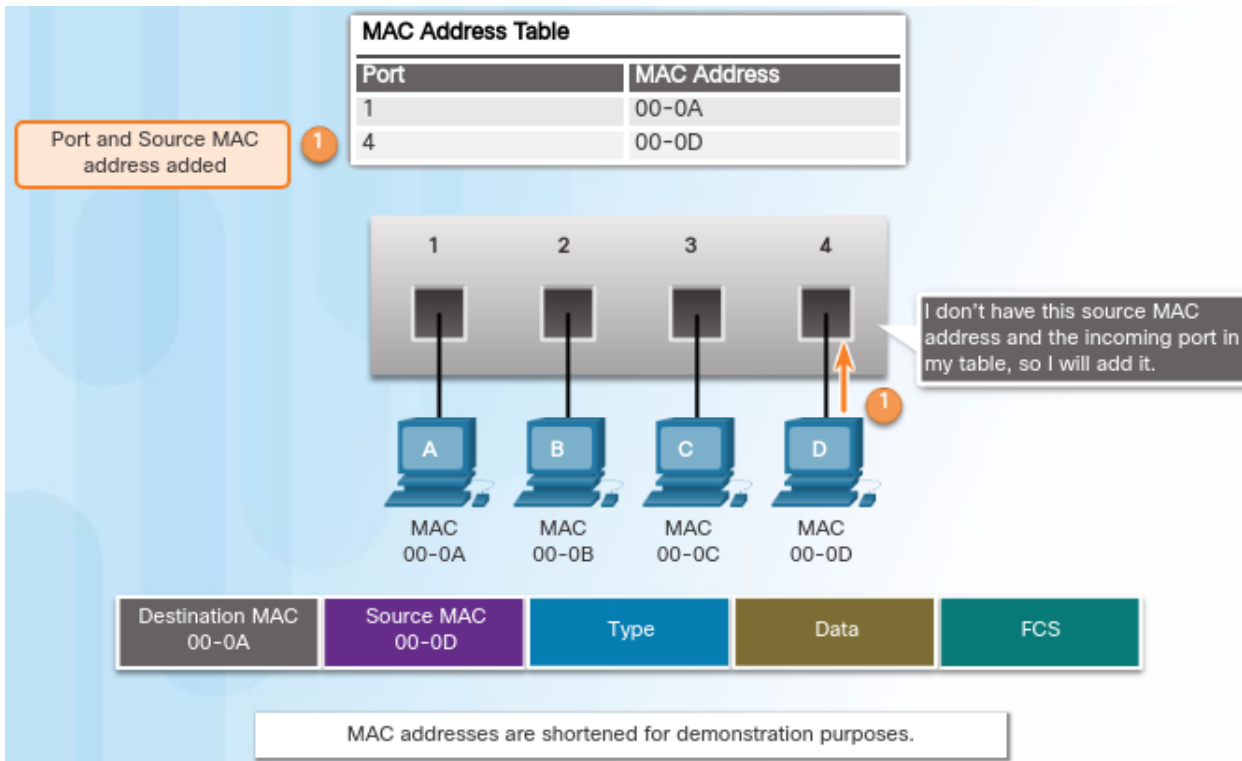 MAC Address Table
Port MAC Address
1 00-0A
4 00-0D
Port and Source MAC
address added
1
1 2 3 4
I don't have this source MAC
address and the incoming port in
my table, so I will add it.
1
A B C D
MAC MAC MAC MAC
00-0A 00-0B 00-0C 00-0D
Destination MAC Source MAC Type Data FCS
00-0A 00-0D
MAC addresses are shortened for demonstration purposes.